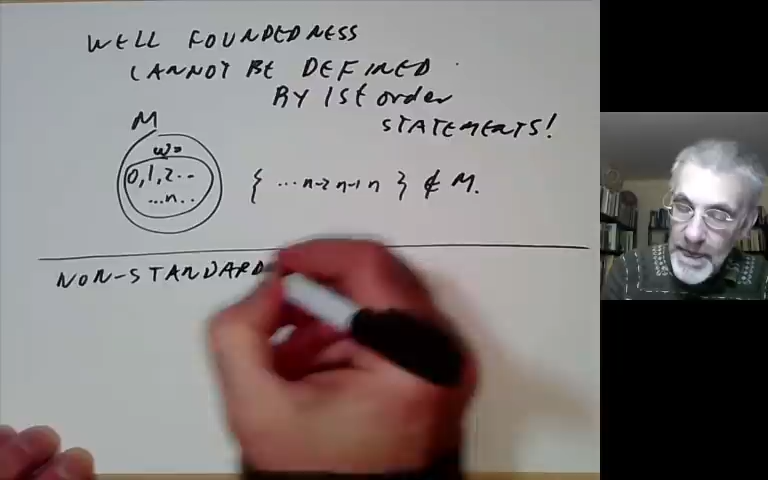 WELL FOUNDEDNESS
CANNOT BE DEFINED
BY 1st order
STATEMENTS!
M
ω=
0,1,2..
...n..
{ ...n-2 n-1 n } ∉ M.
NON-STANDARD